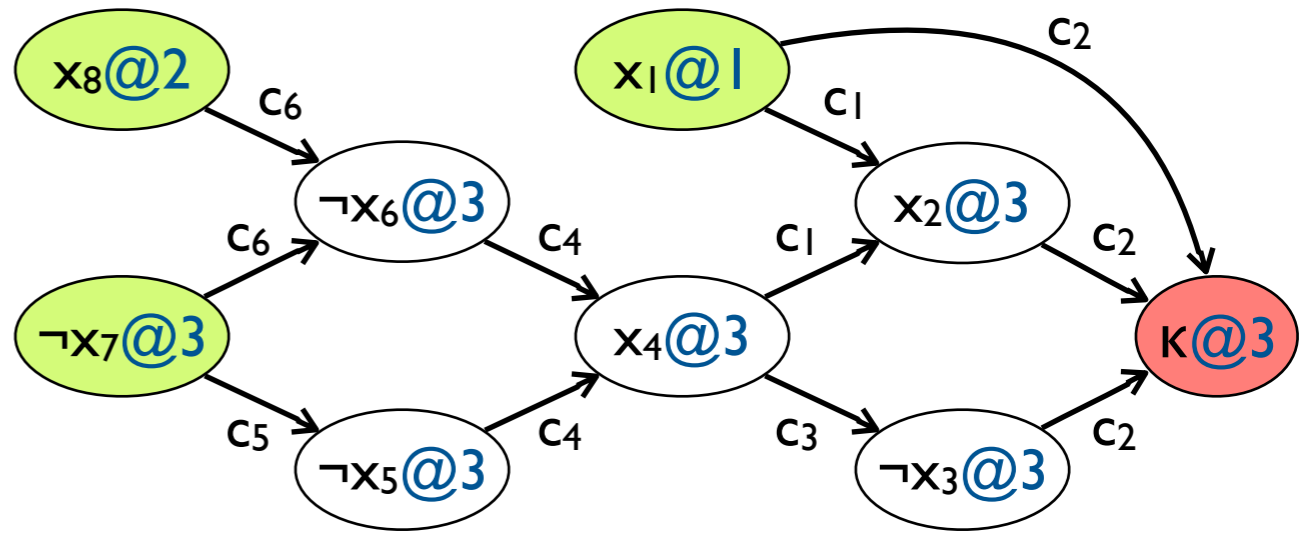 x₈@2
x₁@1
c₂
c₆
c₁
¬x₆@3
x₂@3
c₆
c₄
c₁
c₂
¬x₇@3
x₄@3
κ@3
c₅
c₄
c₃
c₂
¬x₅@3
¬x₃@3